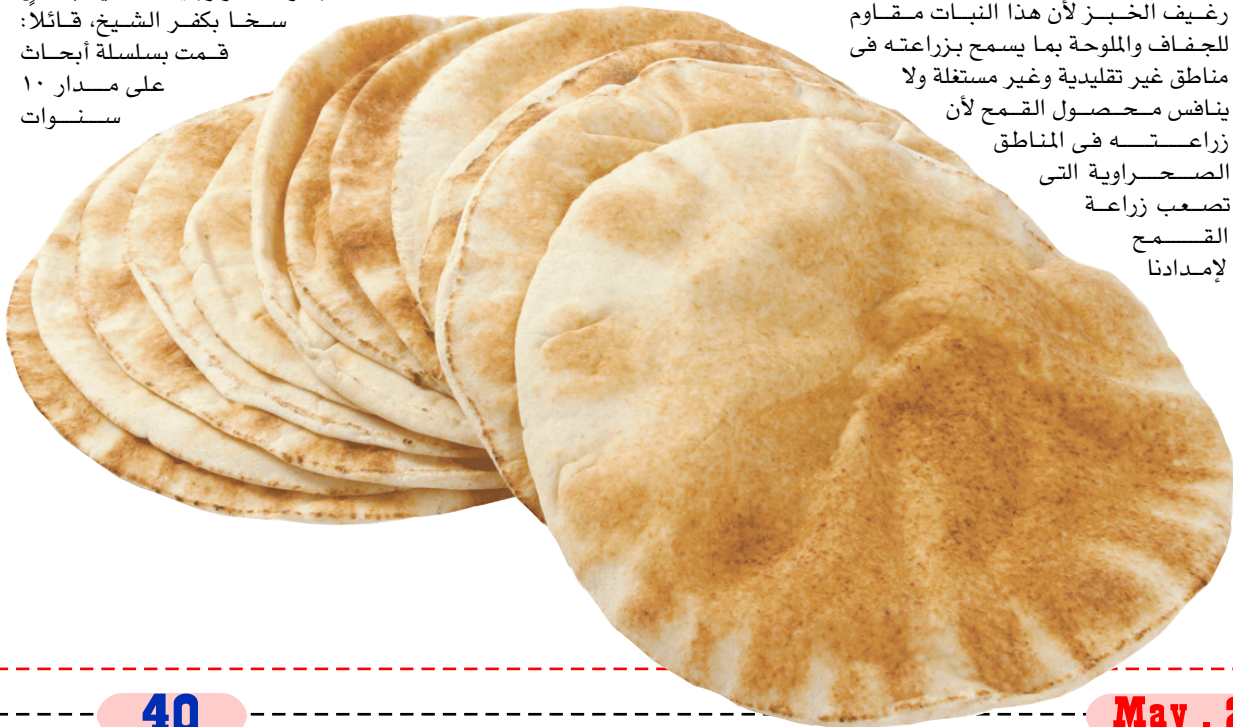 رغيف الخبز لأن هذا النبات مقاوم
للجفاف والملوحة بما يسمح بزراعته فى
مناطق غير تقليدية وغير مستغلة ولا
ينافس محصول القمح لأن
زراعته فى المناطق
الصحراوية التى
تصعب زراعة
القمح
لإمدادنا
سخا بكفر الشيخ، قائلاً:
قمت بسلسلة أبحاث
على مدار ١٠
سنوات
40
May . 2